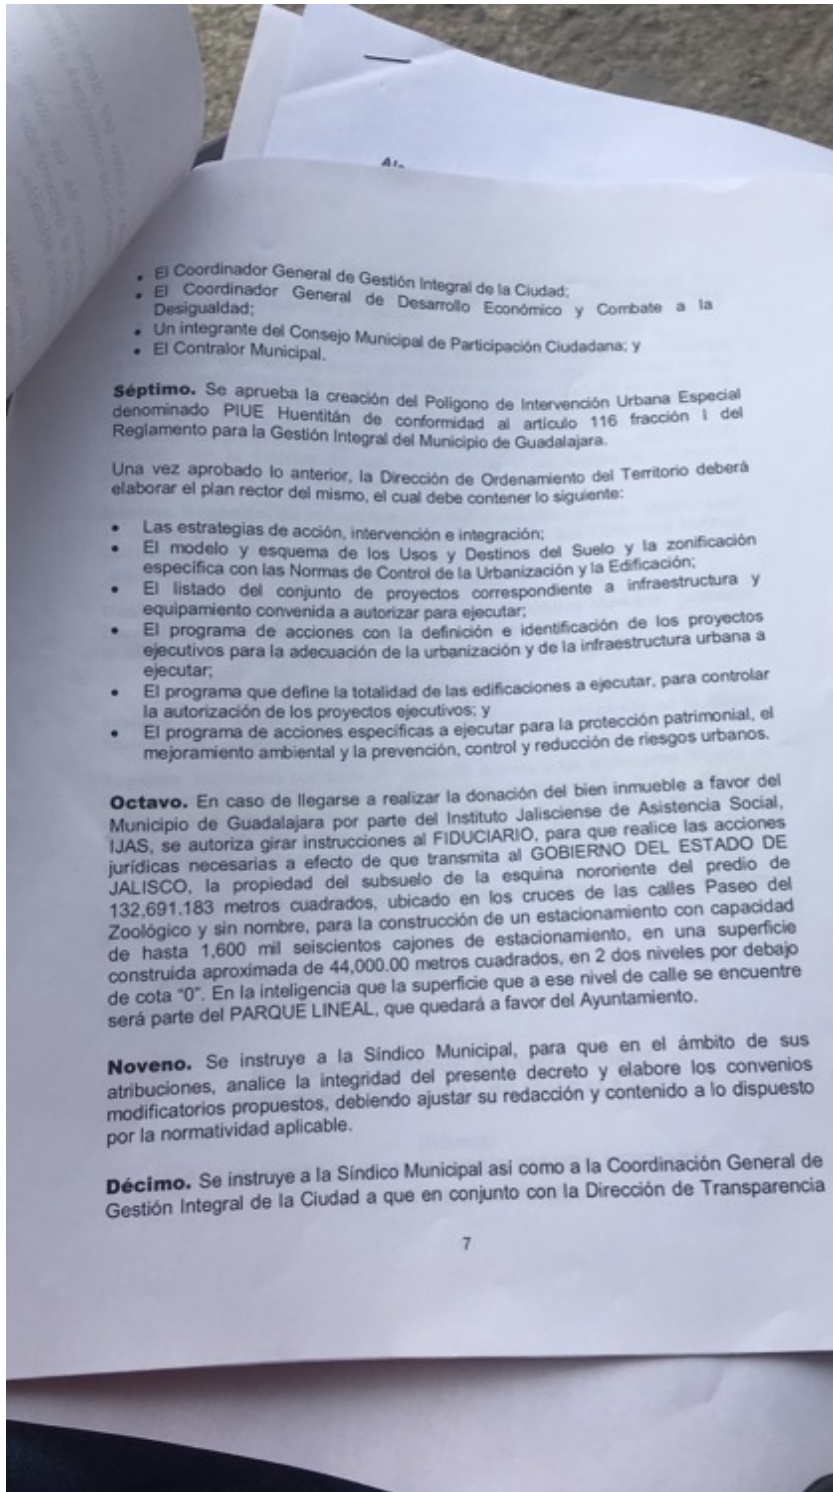 • El Coordinador General de Gestión Integral de la Ciudad;
• El Coordinador General de Desarrollo Económico y Combate a la
Desigualdad;
• Un integrante del Consejo Municipal de Participación Ciudadana; y
• El Contralor Municipal.
Séptimo. Se aprueba la creación del Polígono de Intervención Urbana Especial
denominado PIUE Huentitán de conformidad al artículo 116 fracción I del
Reglamento para la Gestión Integral del Municipio de Guadalajara.
Una vez aprobado lo anterior, la Dirección de Ordenamiento del Territorio deberá
elaborar el plan rector del mismo, el cual debe contener lo siguiente:
• Las estrategias de acción, intervención e integración;
• El modelo y esquema de los Usos y Destinos del Suelo y la zonificación
específica con las Normas de Control de la Urbanización y la Edificación;
• El listado del conjunto de proyectos correspondiente a infraestructura y
equipamiento convenida a autorizar para ejecutar;
• El programa de acciones con la definición e identificación de los proyectos
ejecutivos para la adecuación de la urbanización y de la infraestructura urbana a
ejecutar;
• El programa que define la totalidad de las edificaciones a ejecutar, para controlar
la autorización de los proyectos ejecutivos; y
• El programa de acciones específicas a ejecutar para la protección patrimonial, el
mejoramiento ambiental y la prevención, control y reducción de riesgos urbanos.
Octavo. En caso de llegarse a realizar la donación del bien inmueble a favor del
Municipio de Guadalajara por parte del Instituto Jalisciense de Asistencia Social,
IJAS, se autoriza girar instrucciones al FIDUCIARIO, para que realice las acciones
jurídicas necesarias a efecto de que transmita al GOBIERNO DEL ESTADO DE
JALISCO, la propiedad del subsuelo de la esquina nororiente del predio de
132,691.183 metros cuadrados, ubicado en los cruces de las calles Paseo del
Zoológico y sin nombre, para la construcción de un estacionamiento con capacidad
de hasta 1,600 mil seiscientos cajones de estacionamiento, en una superficie
construida aproximada de 44,000.00 metros cuadrados, en 2 dos niveles por debajo
de cota "0". En la inteligencia que la superficie que a ese nivel de calle se encuentre
será parte del PARQUE LINEAL, que quedará a favor del Ayuntamiento.
Noveno. Se instruye a la Síndico Municipal, para que en el ámbito de sus
atribuciones, analice la integridad del presente decreto y elabore los convenios
modificatorios propuestos, debiendo ajustar su redacción y contenido a lo dispuesto
por la normatividad aplicable.
Décimo. Se instruye a la Síndico Municipal así como a la Coordinación General de
Gestión Integral de la Ciudad a que en conjunto con la Dirección de Transparencia
7